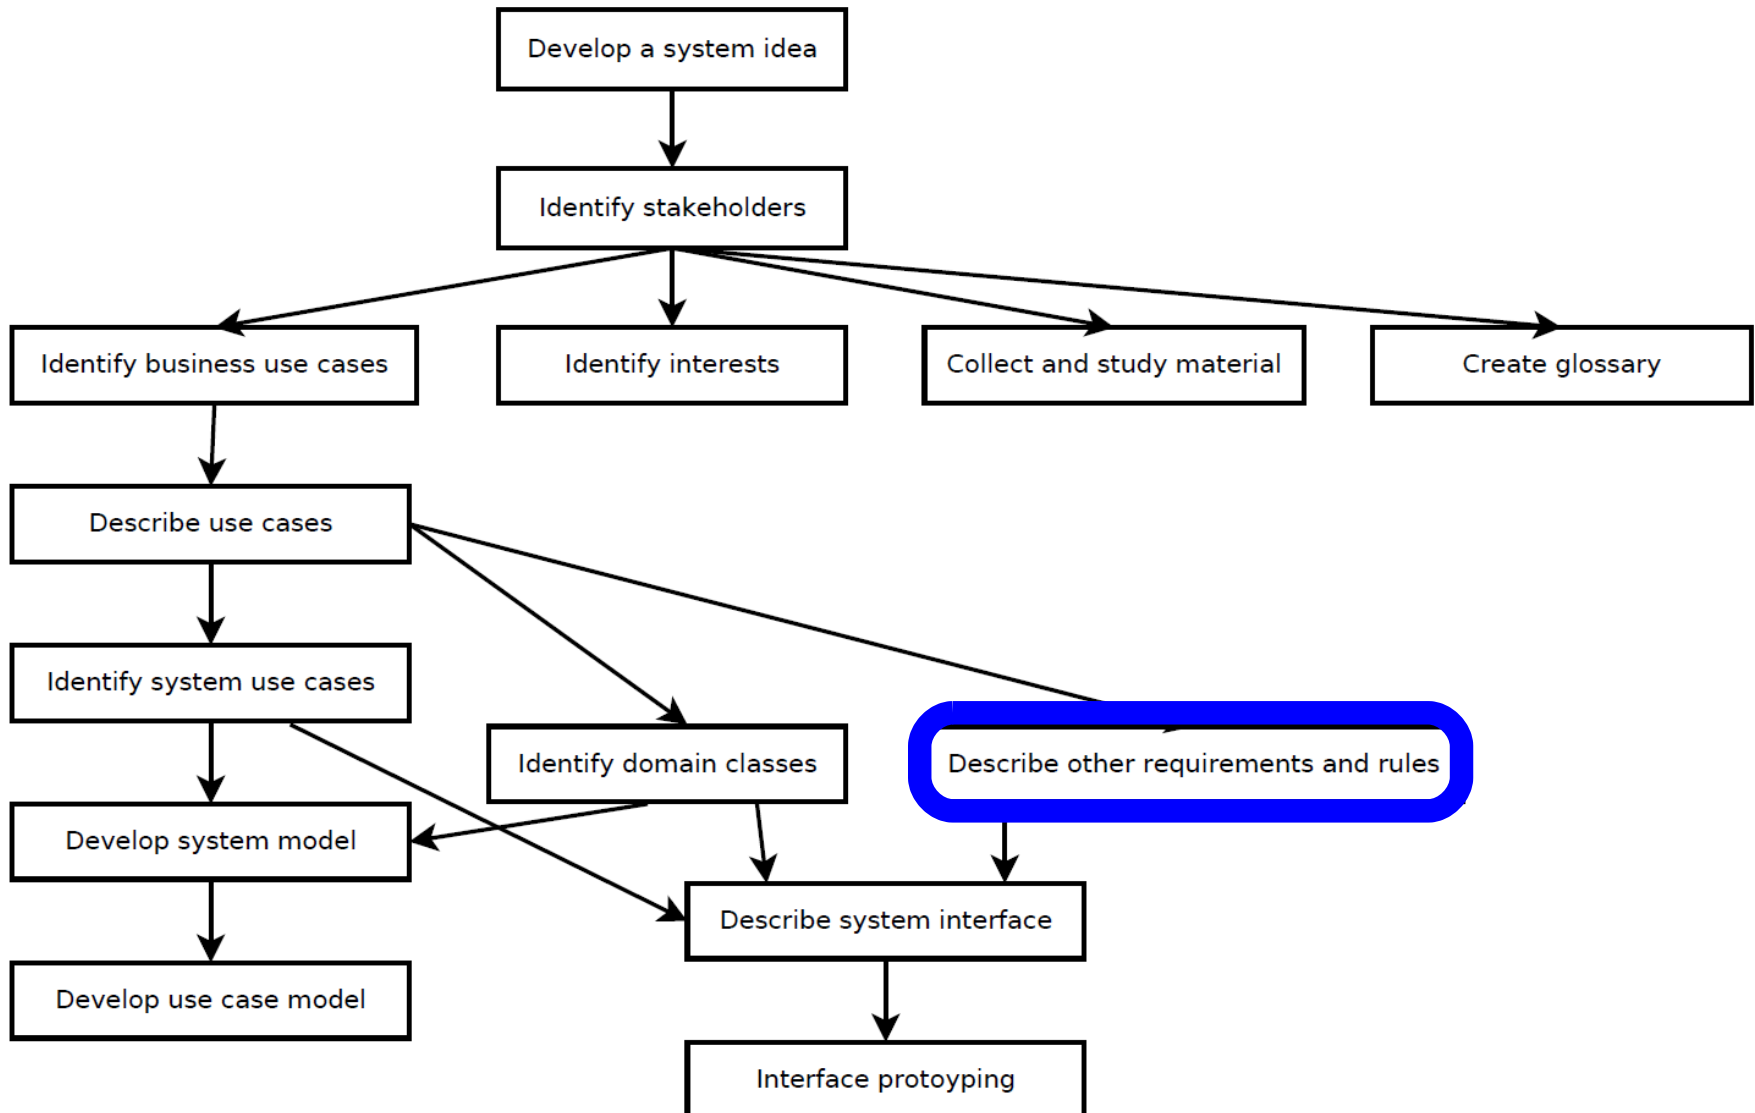 Develop a system idea
Identify stakeholders
Identify business use cases
Identify interests
Collect and study material
Create glossary
Describe use cases
Identify system use cases
Identify domain classes
Describe other requirements and rules
Develop system model
Describe system interface
Develop use case model
Interface protoyping